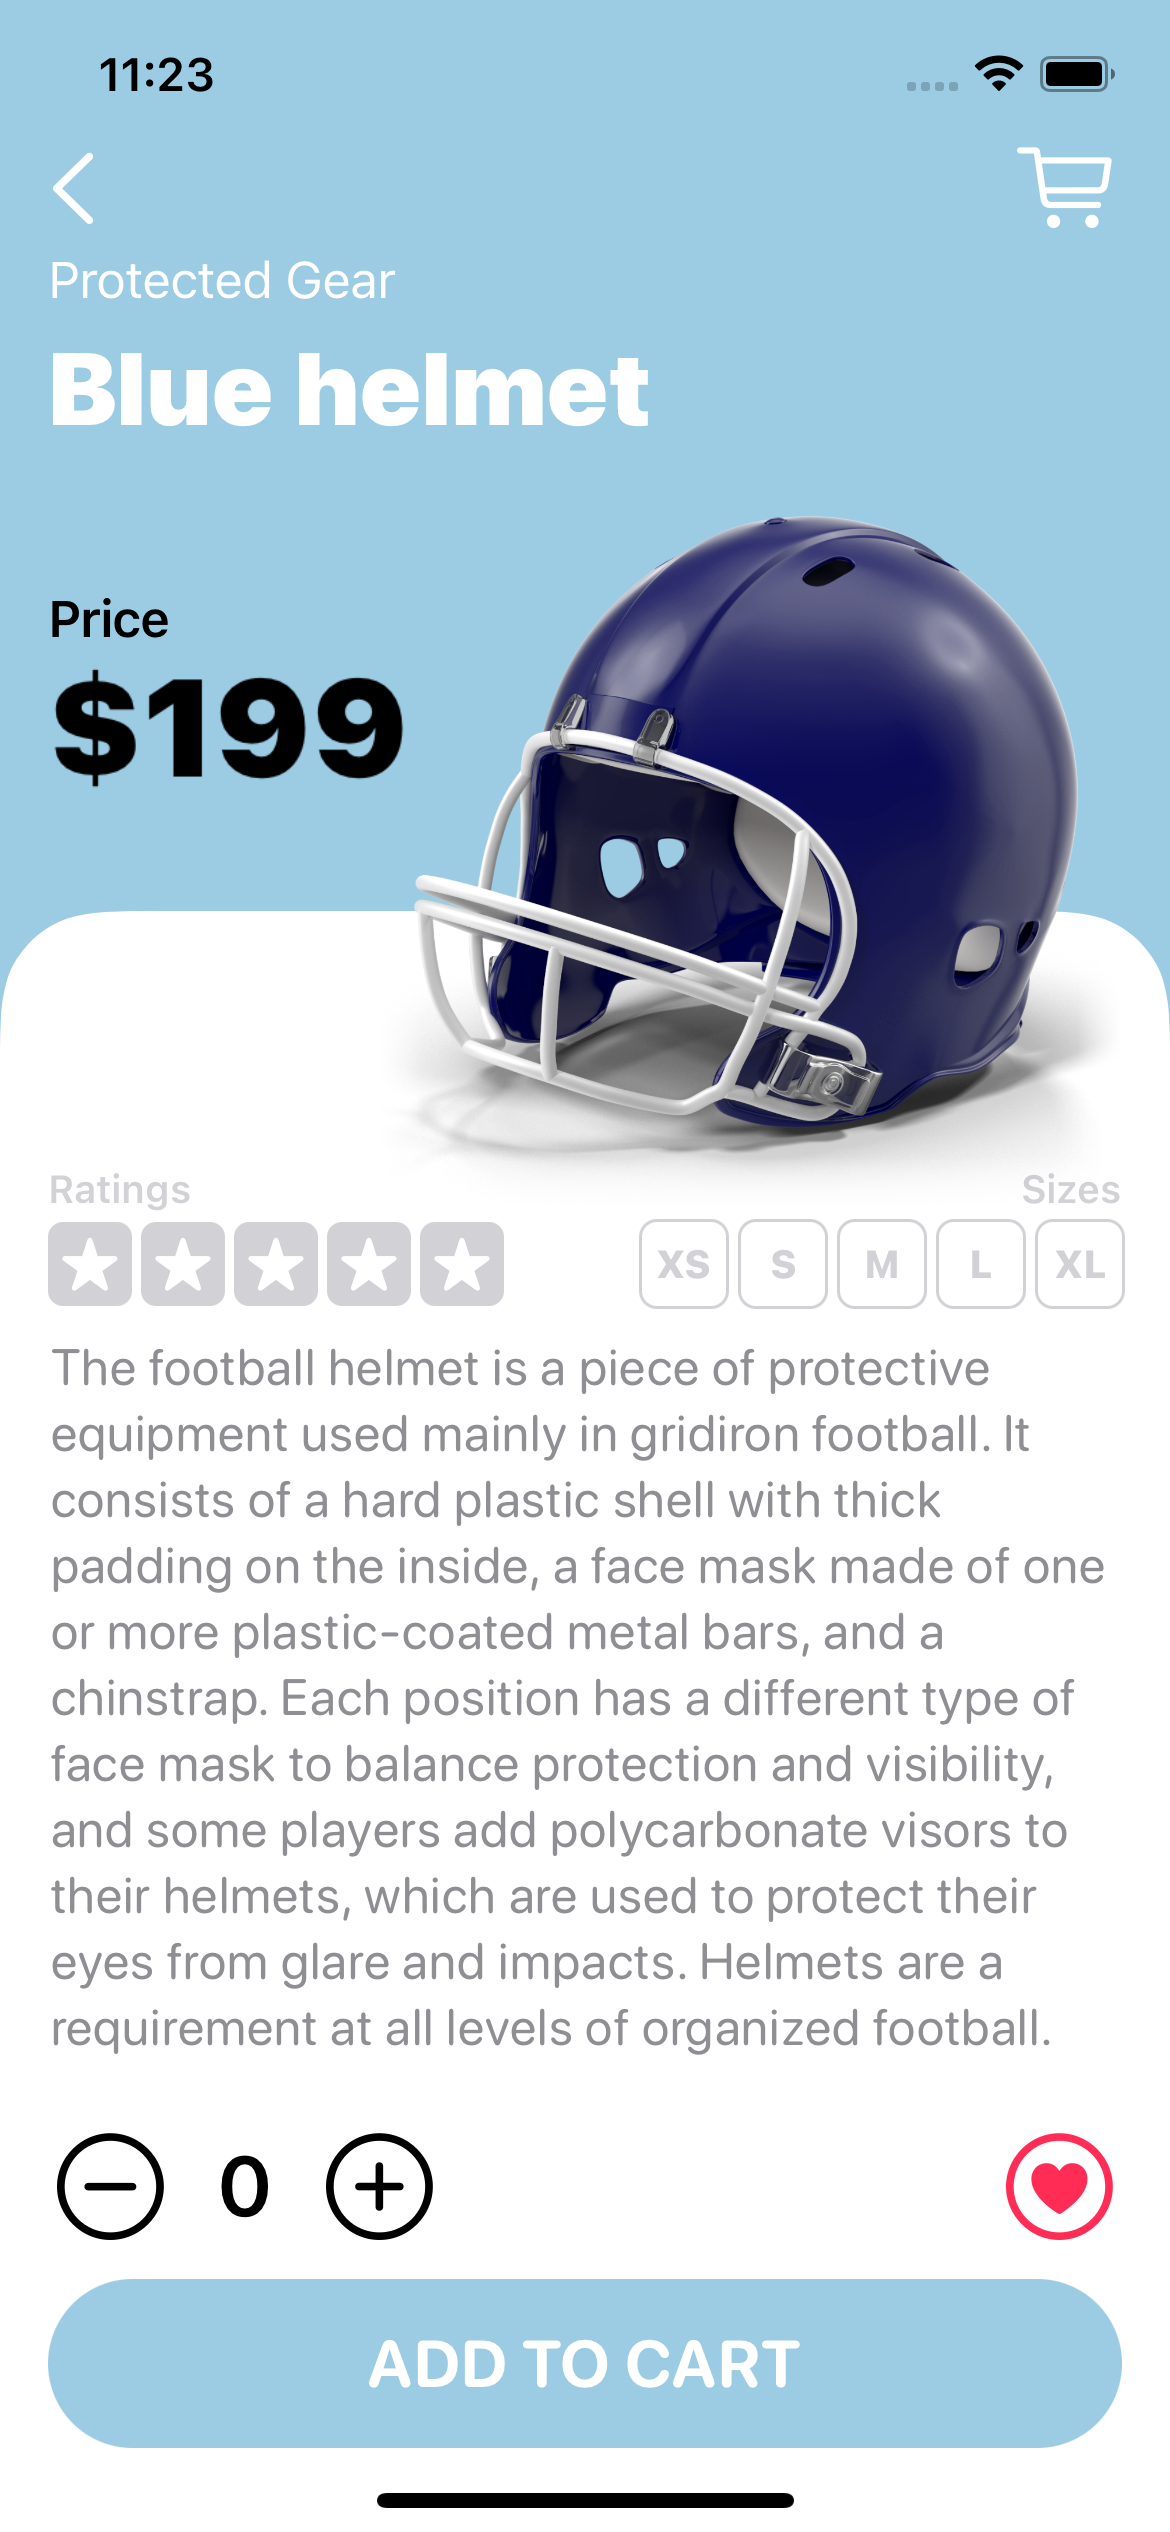 11:23
Protected Gear
Blue helmet
Price
$199
Ratings
Sizes
XS S M L XL
The football helmet is a piece of protective
equipment used mainly in gridiron football. It
consists of a hard plastic shell with thick
padding on the inside, a face mask made of one
or more plastic-coated metal bars, and a
chinstrap. Each position has a different type of
face mask to balance protection and visibility,
and some players add polycarbonate visors to
their helmets, which are used to protect their
eyes from glare and impacts. Helmets are a
requirement at all levels of organized football.
0
ADD TO CART